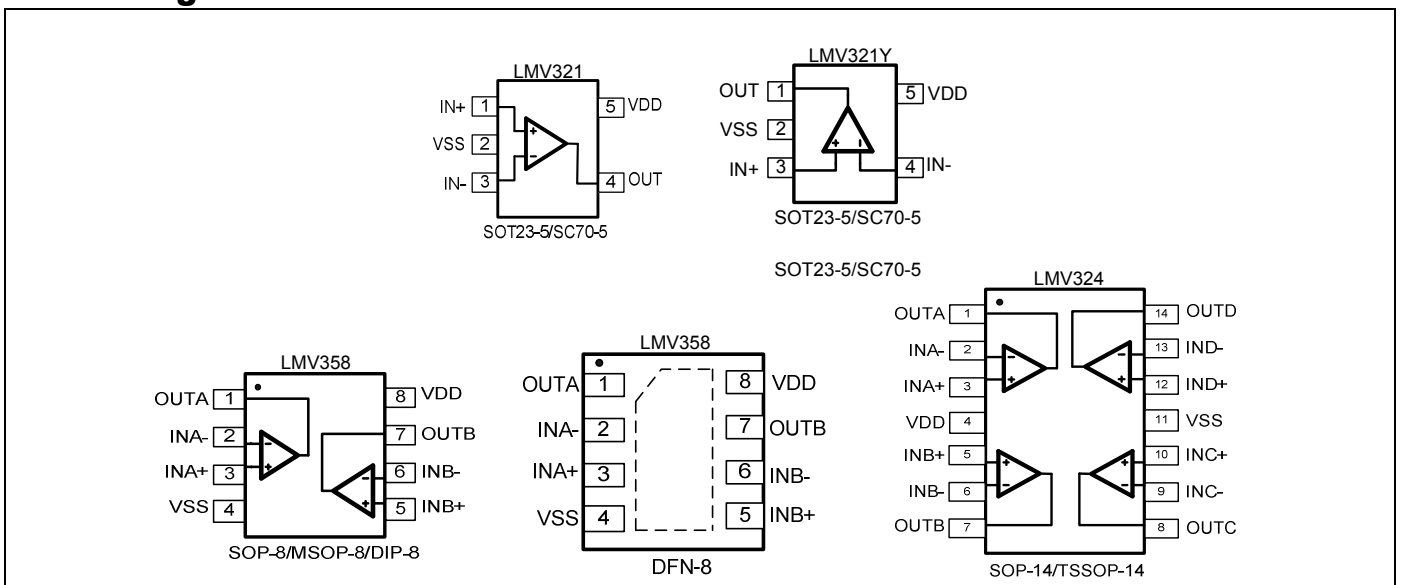 LMV321
IN+ 1
VSS 2
IN- 3
5 VDD
4 OUT
+
-
SOT23-5/SC70-5
LMV321Y
OUT 1
VSS 2
IN+ 3
5 VDD
4 IN-
+ -
SOT23-5/SC70-5
SOT23-5/SC70-5
LMV358
OUTA 1
INA- 2
INA+ 3
VSS 4
8 VDD
7 OUTB
6 INB-
5 INB+
-
+
-
+
SOP-8/MSOP-8/DIP-8
LMV358
OUTA 1
INA- 2
INA+ 3
VSS 4
8 VDD
7 OUTB
6 INB-
5 INB+
DFN-8
LMV324
OUTA 1
INA- 2
INA+ 3
VDD 4
INB+ 5
INB- 6
OUTB 7
14 OUTD
13 IND-
12 IND+
11 VSS
10 INC+
9 INC-
8 OUTC
-
+
-
+
+
-
+
-
SOP-14/TSSOP-14